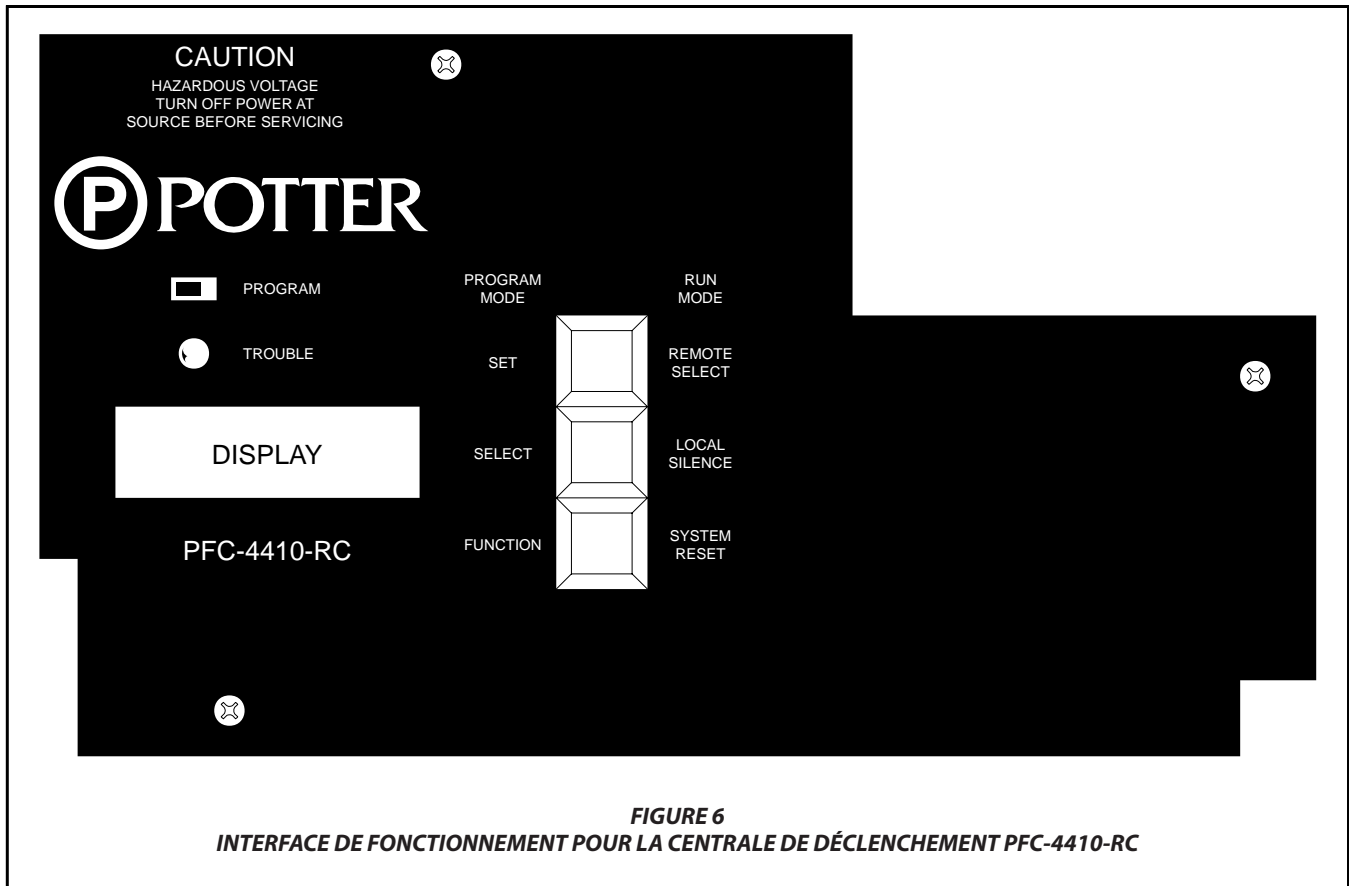 CAUTION
HAZARDOUS VOLTAGE
TURN OFF POWER AT
SOURCE BEFORE SERVICING
P POTTER
PROGRAM
TROUBLE
DISPLAY
PFC-4410-RC
PROGRAM
MODE
RUN
MODE
SET
REMOTE
SELECT
SELECT
LOCAL
SILENCE
FUNCTION
SYSTEM
RESET
FIGURE 6
INTERFACE DE FONCTIONNEMENT POUR LA CENTRALE DE DÉCLENCHEMENT PFC-4410-RC